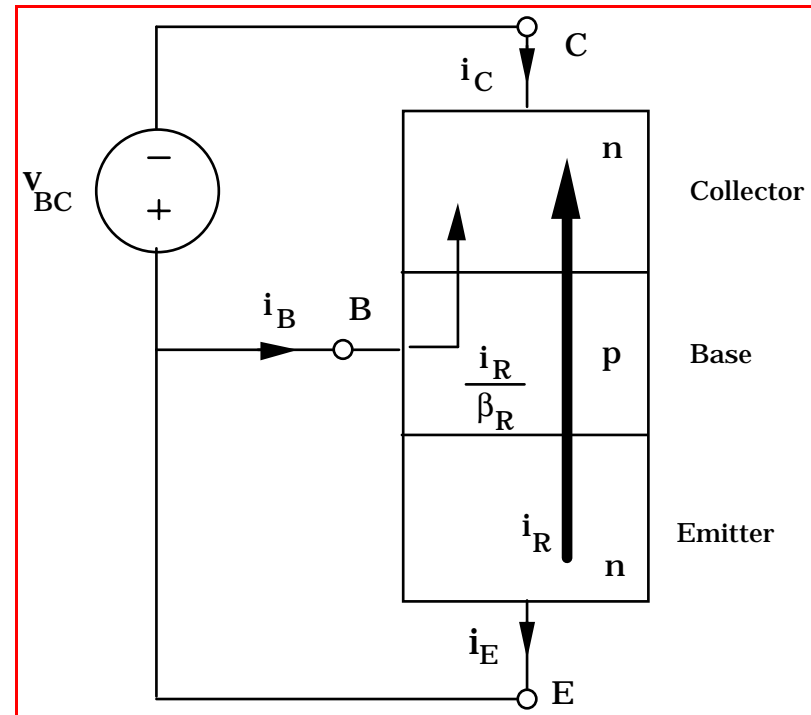 C
i_C
n
−
v_BC
+
Collector
i_B
B
i_R
β_R
p
Base
i_R
n
Emitter
i_E
E